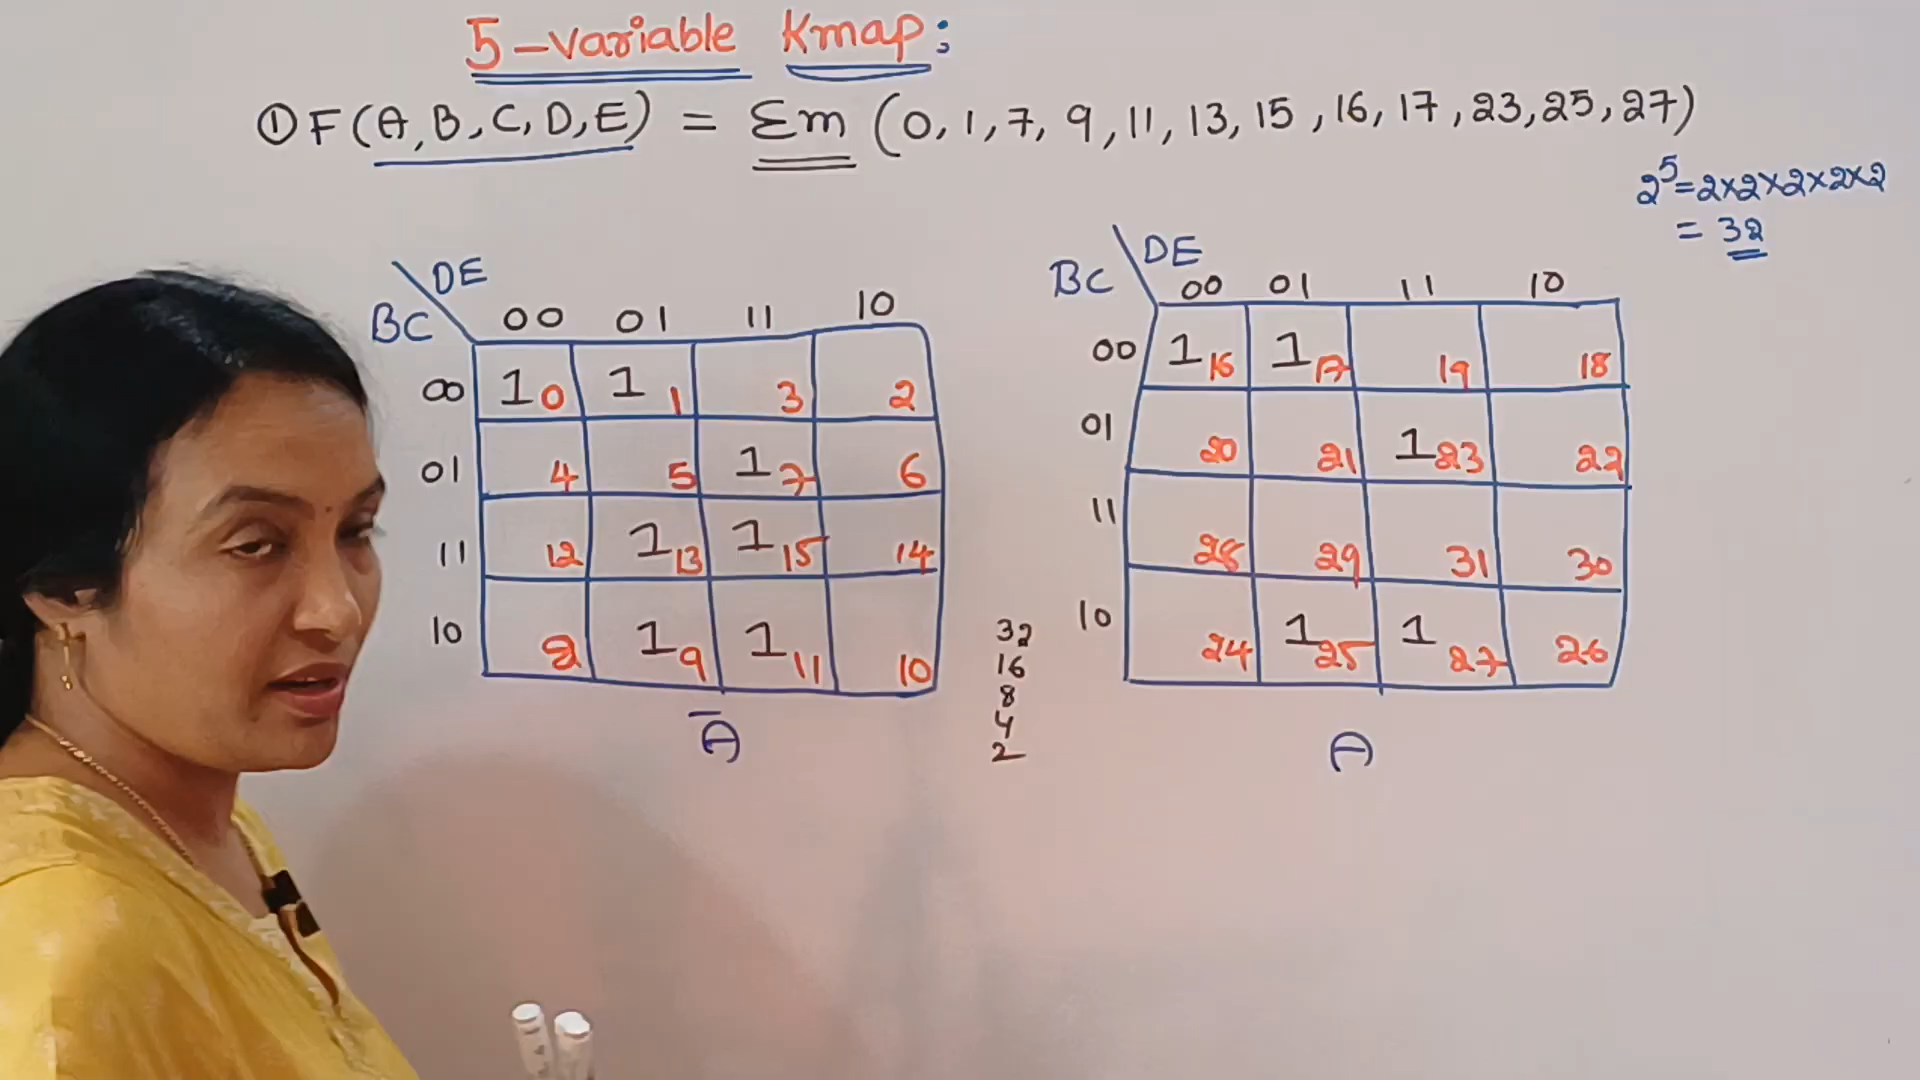 5-variable Kmap:
① F(A,B,C,D,E) = Σm (0,1,7,9,11,13,15,16,17,23,25,27)
2⁵=2×2×2×2×2
= 32
DE
BC 00 01 11 10
00 1 0 1 1 3 2
01 4 5 1 7 6
11 12 1 13 1 15 14
10 8 1 9 1 11 10
A̅
32
16
8
4
2
DE
BC 00 01 11 10
00 1 16 1 17 19 18
01 20 21 1 23 22
11 28 29 31 30
10 24 1 25 1 27 26
A